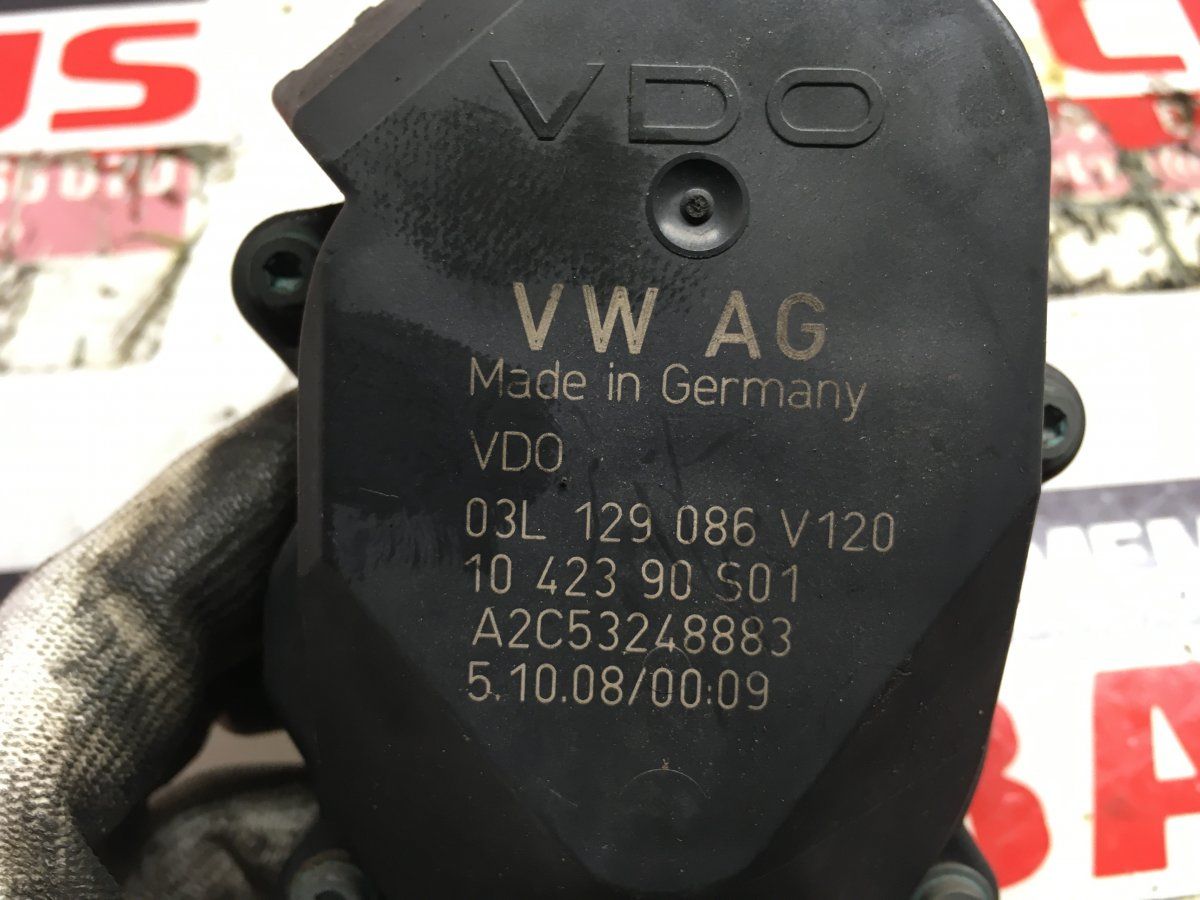 VDO
VW AG
Made in Germany
VDO
03L 129 086 V120
10 423 90 S01
A2C53248883
5.10.08/00:09